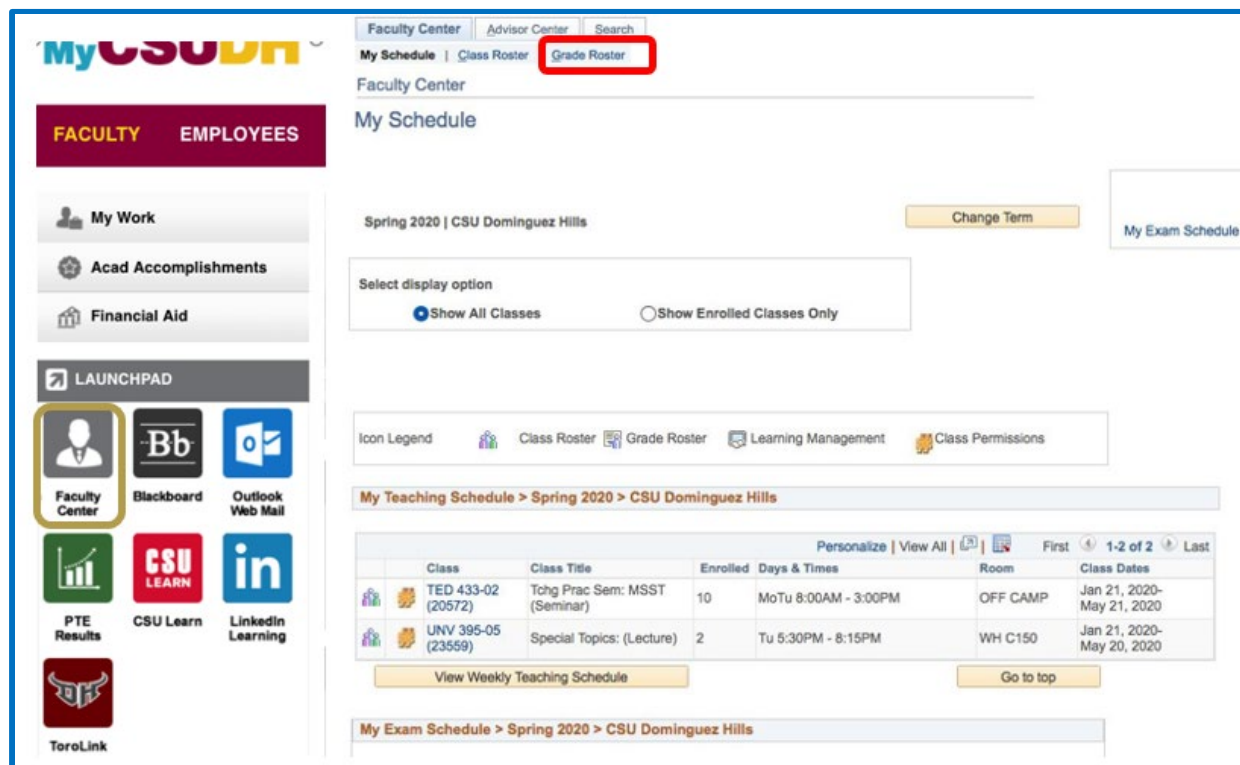 MyCSUDH
FACULTY EMPLOYEES
My Work
Acad Accomplishments
Financial Aid
LAUNCHPAD
Faculty Center
Bb
Blackboard
Outlook Web Mail
PTE Results
CSU LEARN
CSU Learn
in
LinkedIn Learning
DH
ToroLink
Faculty Center Advisor Center Search
My Schedule | Class Roster Grade Roster
Faculty Center
My Schedule
Spring 2020 | CSU Dominguez Hills Change Term
My Exam Schedule
Select display option
Show All Classes Show Enrolled Classes Only
Icon Legend Class Roster Grade Roster Learning Management Class Permissions
My Teaching Schedule > Spring 2020 > CSU Dominguez Hills
Personalize | View All | | First 1-2 of 2 Last
Class Class Title Enrolled Days & Times Room Class Dates
TED 433-02 (20572) Tchg Prac Sem: MSST (Seminar) 10 MoTu 8:00AM - 3:00PM OFF CAMP Jan 21, 2020- May 21, 2020
UNV 395-05 (23559) Special Topics: (Lecture) 2 Tu 5:30PM - 8:15PM WH C150 Jan 21, 2020- May 20, 2020
View Weekly Teaching Schedule Go to top
My Exam Schedule > Spring 2020 > CSU Dominguez Hills